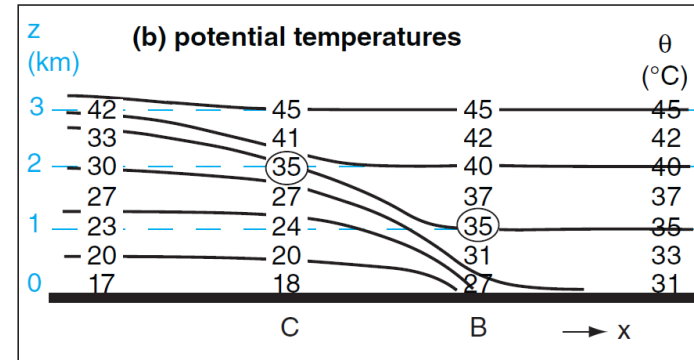 z
(km)
(b) potential temperatures
θ
(°C)
3 42 45 45 45
33 41 42 42
2 30 35 40 40
27 27 37 37
1 23 24 35 35
20 20 31 33
0 17 18 27 31
C B x